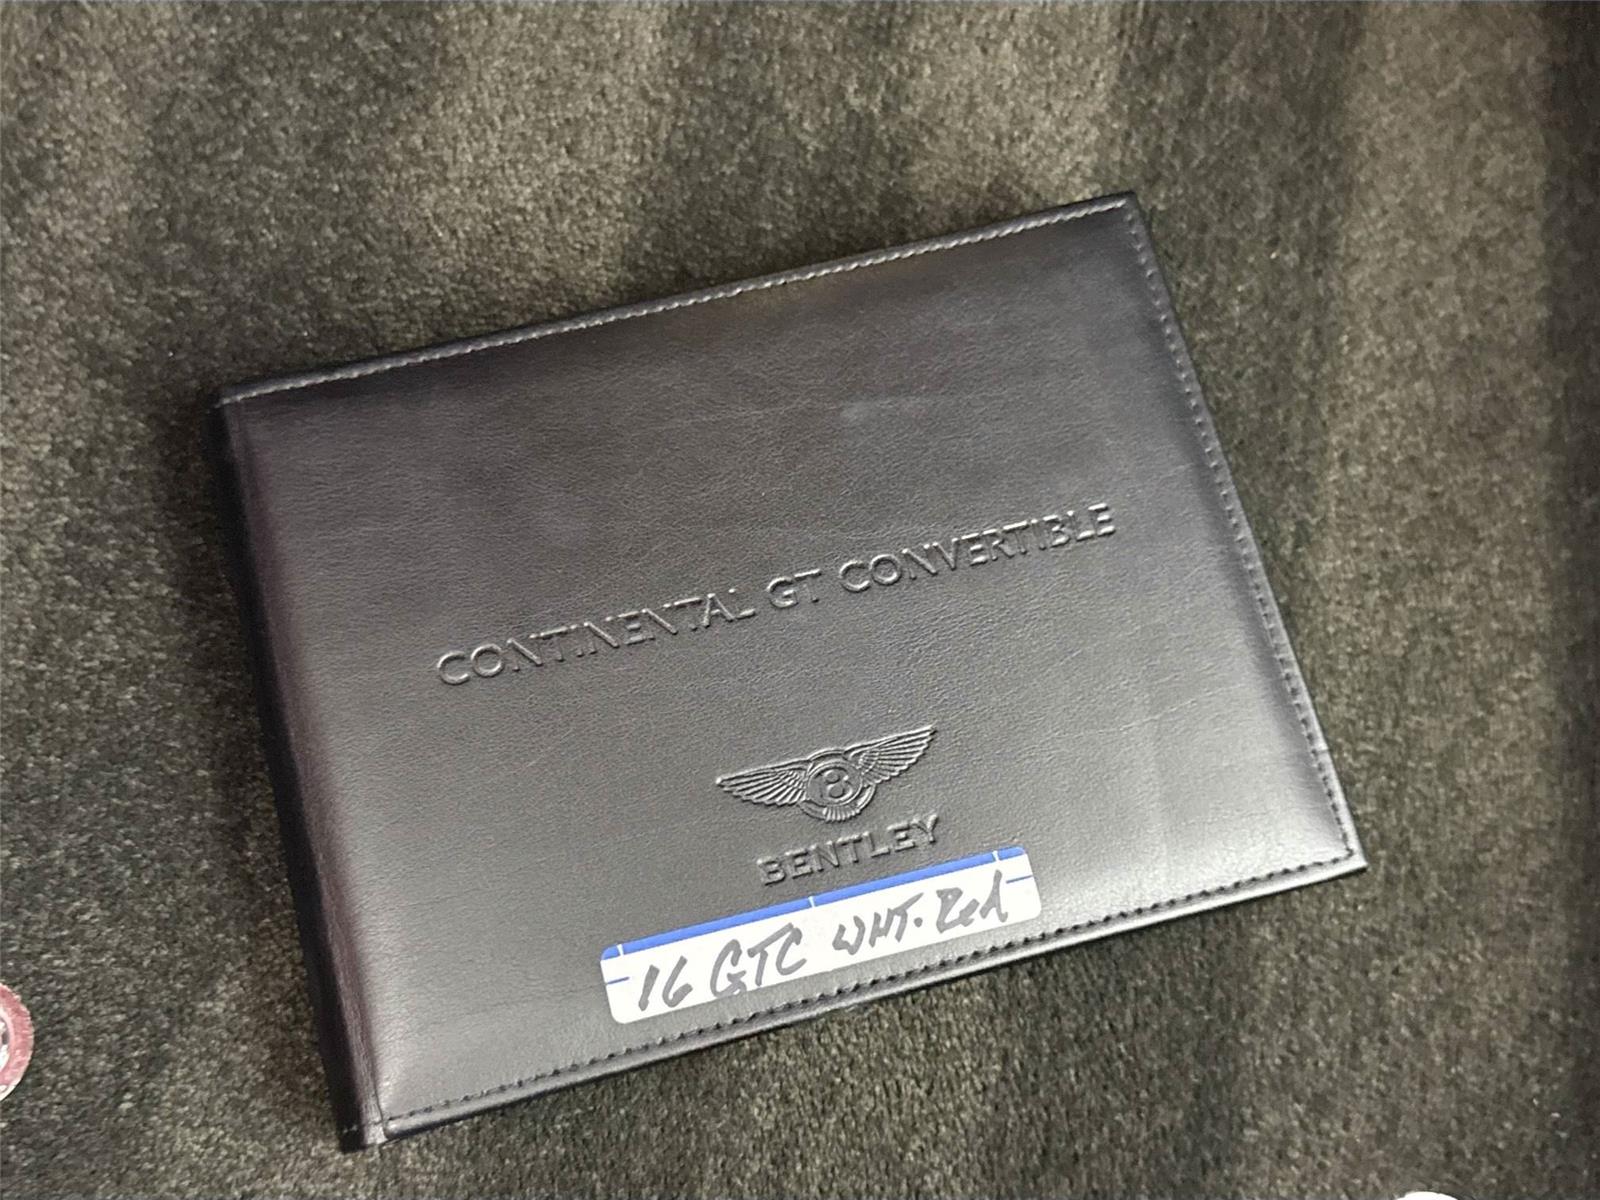 CONTINENTAL GT CONVERTIBLE
B
BENTLEY
16 GTC WHT. Red